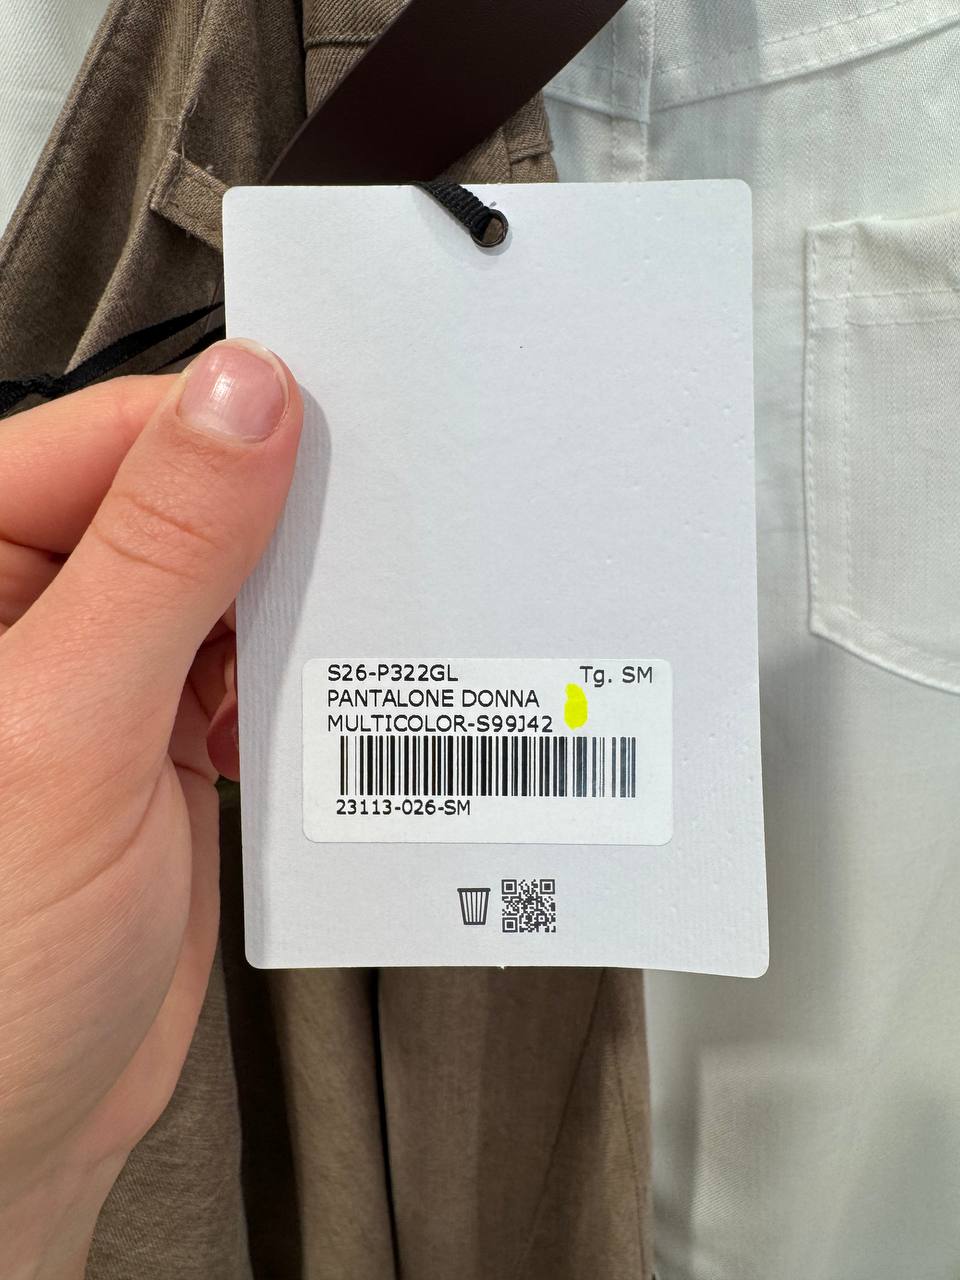 S26-P322GL Tg. SM
PANTALONE DONNA
MULTICOLOR-S99J42
23113-026-SM